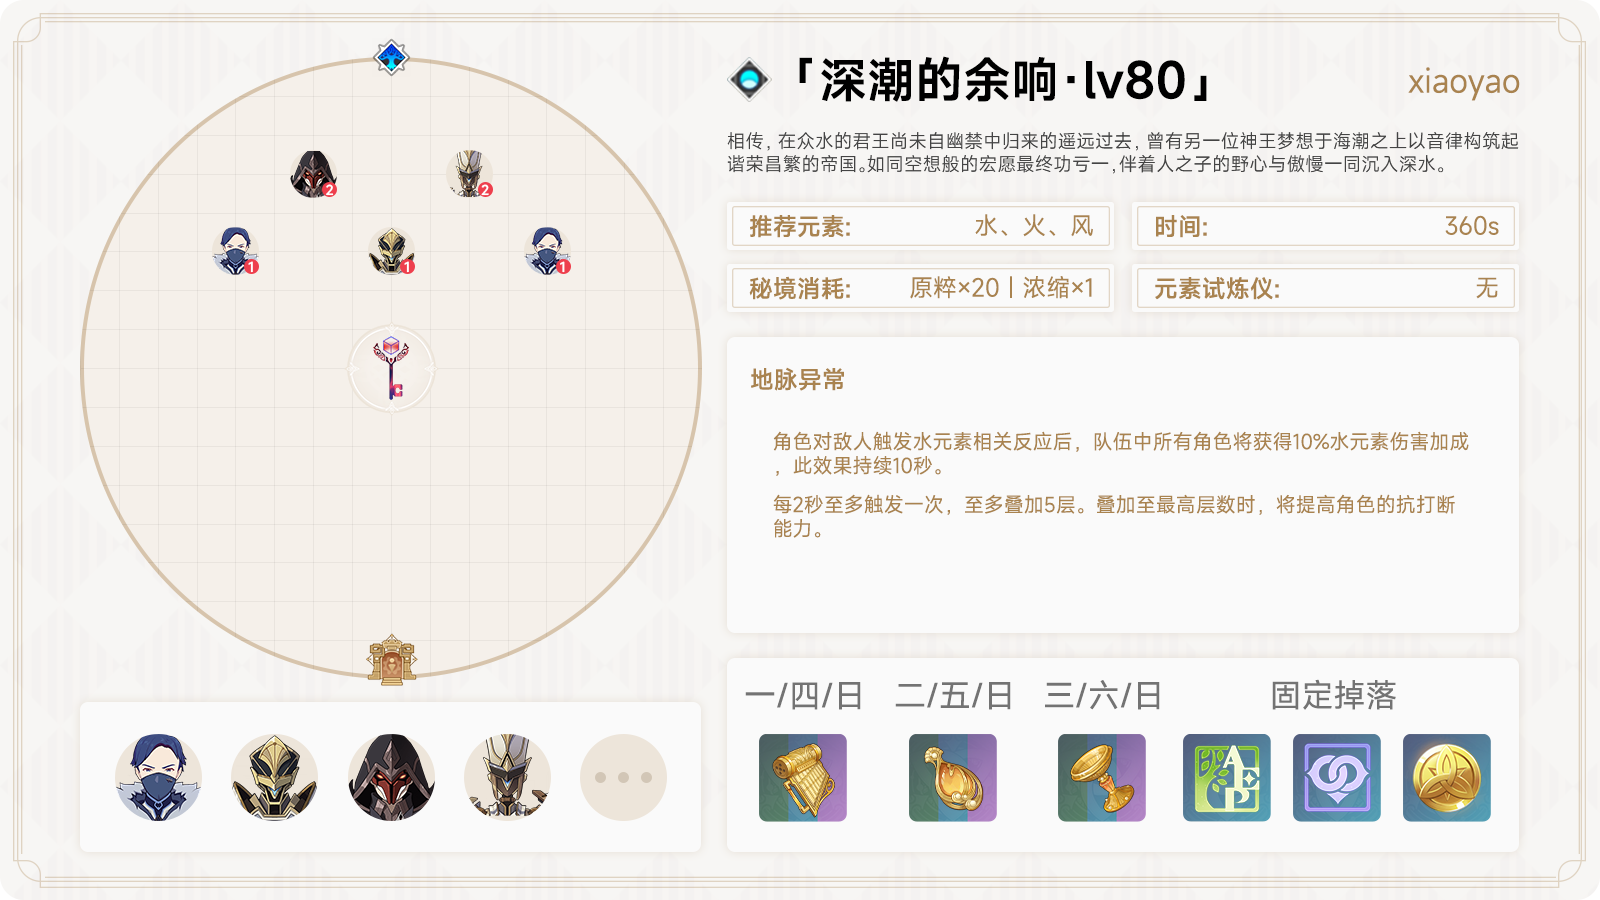 「深潮的余响·lv80」
xiaoyao
相传，在众水的君王尚未自幽禁中归来的遥远过去，曾有另一位神王梦想于海潮之上以音律构筑起
谐荣昌繁的帝国。如同空想般的宏愿最终功亏一,伴着人之子的野心与傲慢一同沉入深水。
推荐元素: 水、火、风
时间: 360s
秘境消耗: 原粹×20丨浓缩×1
元素试炼仪: 无
地脉异常
角色对敌人触发水元素相关反应后，队伍中所有角色将获得10%水元素伤害加成
，此效果持续10秒。
每2秒至多触发一次，至多叠加5层。叠加至最高层数时，将提高角色的抗打断
能力。
一/四/日 二/五/日 三/六/日 固定掉落
2 2
1 1 1
AEP